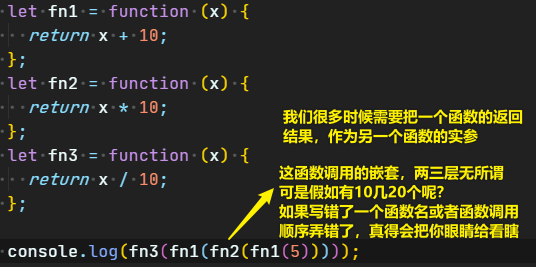 let fn1 = function (x) {
  return x + 10;
};
let fn2 = function (x) {
  return x * 10;
};
let fn3 = function (x) {
  return x / 10;
};
console.log(fn3(fn1(fn2(fn1(5)))));
我们很多时候需要把一个函数的返回
结果，作为另一个函数的实参
这函数调用的嵌套，两三层无所谓
可是假如有10几20个呢？
如果写错了一个函数名或者函数调用
顺序弄错了，真得会把你眼睛给看瞎